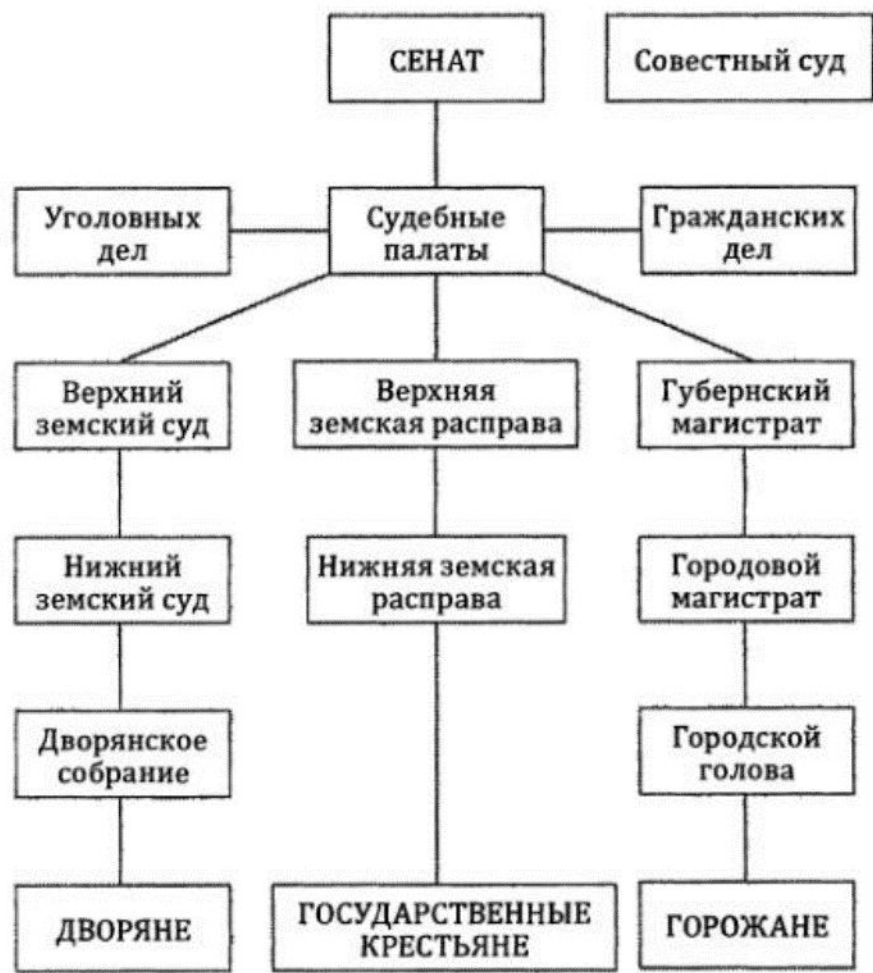 СЕНАТ
Совестный суд
Уголовных
дел
Судебные
палаты
Гражданских
дел
Верхний
земский суд
Верхняя
земская расправа
Губернский
магистрат
Нижний
земский суд
Нижняя земская
расправа
Городовой
магистрат
Дворянское
собрание
Городской
голова
ДВОРЯНЕ
ГОСУДАРСТВЕННЫЕ
КРЕСТЬЯНЕ
ГОРОЖАНЕ